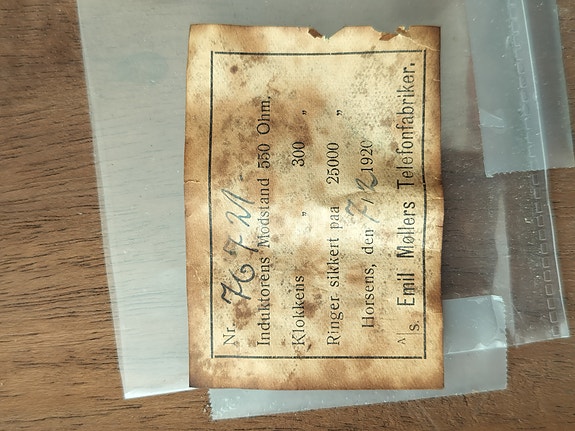 Nr. 76721
Induktorens Modstand 550 Ohm.
Klokkens „ 300 „
Ringer sikkert paa 25000 „
Horsens, den 7/12 1920
A/s. Emil Møllers Telefonfabriker.